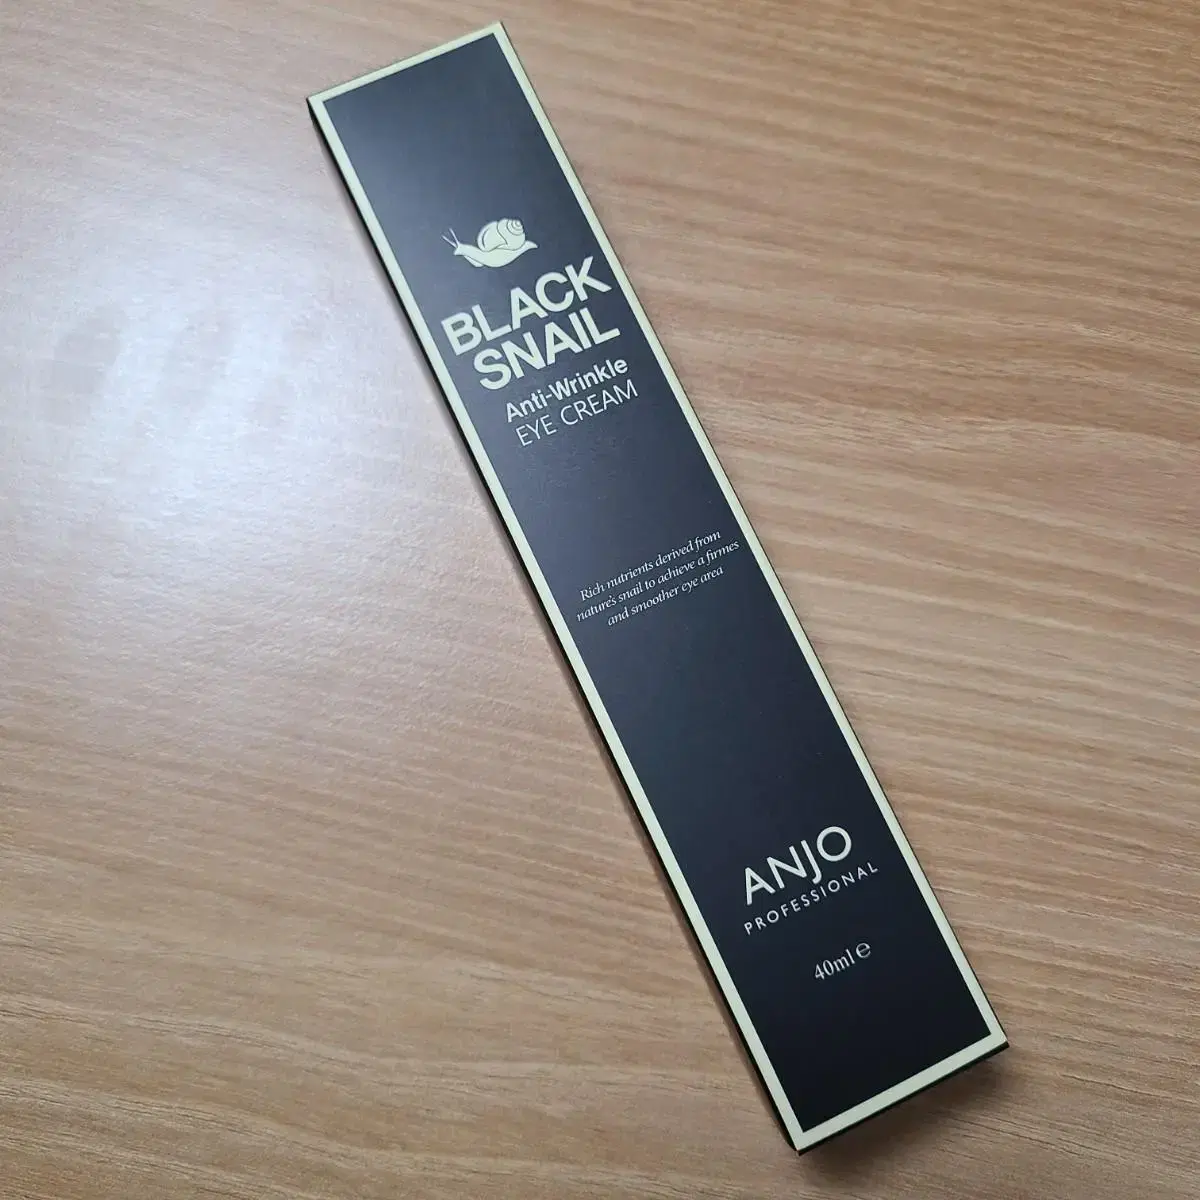 BLACK
SNAIL
Anti-Wrinkle
EYE CREAM
Rich nutrients derived from
nature's snail to achieve a firmes
and smoother eye area
ANJO
PROFESSIONAL
40ml ℮